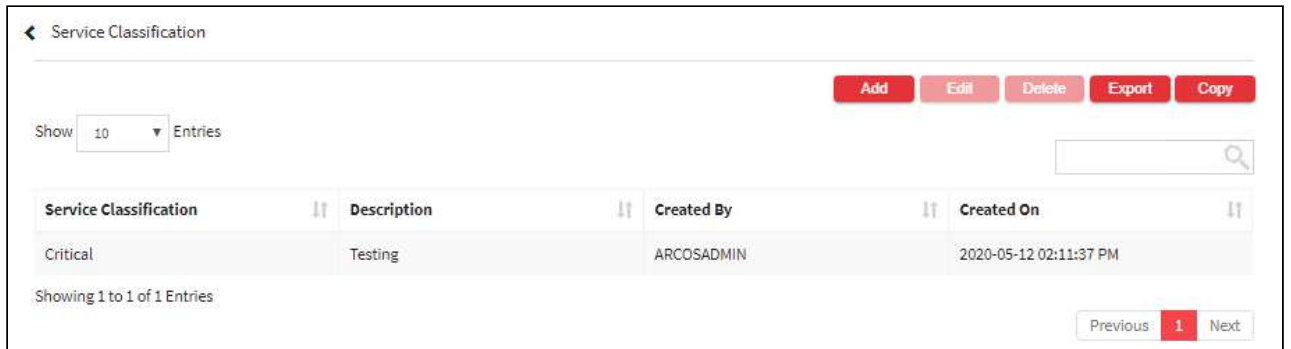 Service Classification
Add Edit Delete Export Copy
Show 10 Entries
Service Classification Description Created By Created On
Critical Testing ARCOSADMIN 2020-05-12 02:11:37 PM
Showing 1 to 1 of 1 Entries
Previous 1 Next